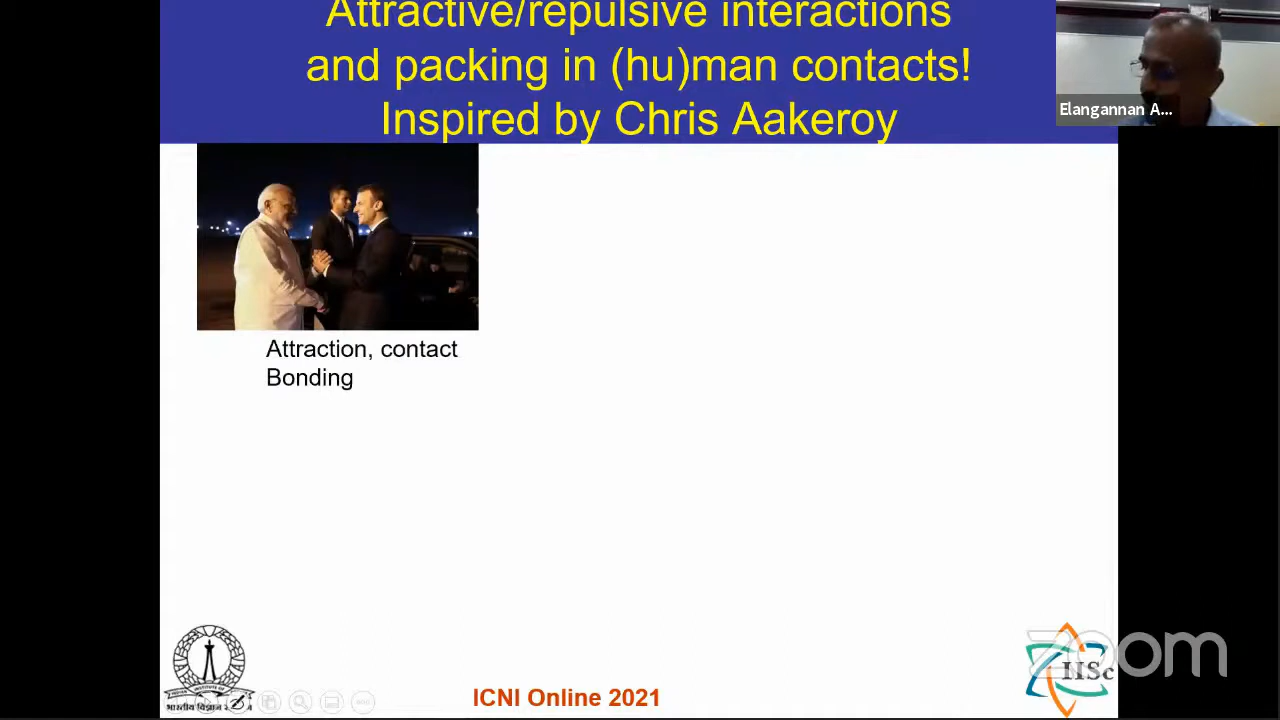 Attractive/repulsive interactions
and packing in (hu)man contacts!
Inspired by Chris Aakeroy
Elangannan A...
Attraction, contact
Bonding
ICNI Online 2021
IISc
zoom